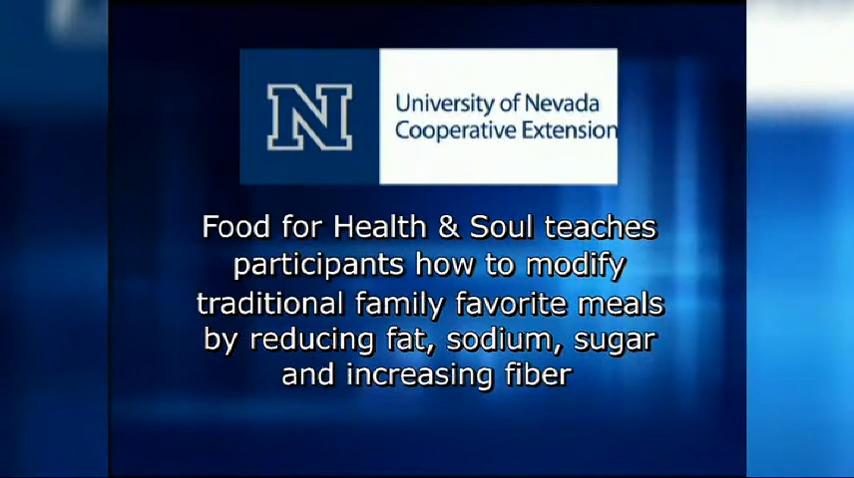 N
University of Nevada
Cooperative Extension
Food for Health & Soul teaches
participants how to modify
traditional family favorite meals
by reducing fat, sodium, sugar
and increasing fiber